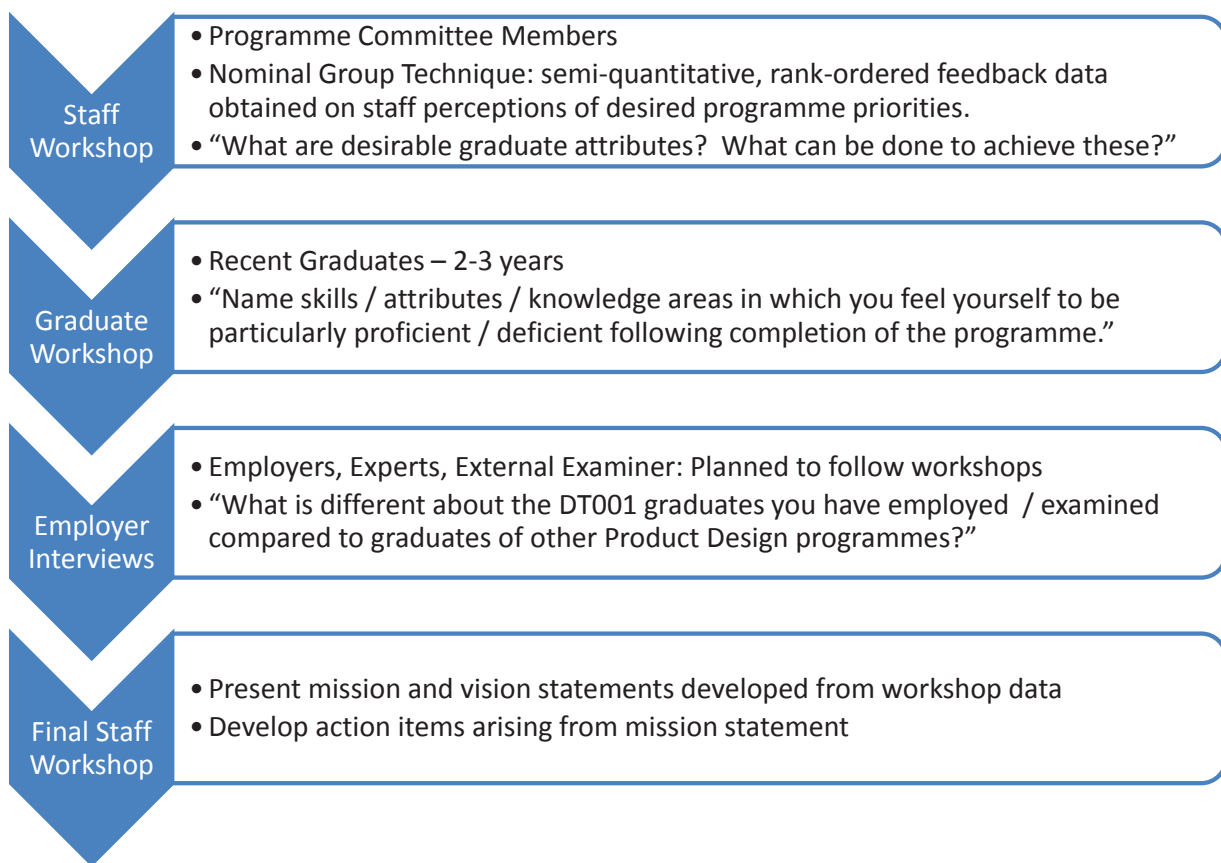 Staff
Workshop
• Programme Committee Members
• Nominal Group Technique: semi-quantitative, rank-ordered feedback data
obtained on staff perceptions of desired programme priorities.
• “What are desirable graduate attributes?  What can be done to achieve these?”
Graduate
Workshop
• Recent Graduates – 2-3 years
• “Name skills / attributes / knowledge areas in which you feel yourself to be
particularly proficient / deficient following completion of the programme.”
Employer
Interviews
• Employers, Experts, External Examiner: Planned to follow workshops
• “What is different about the DT001 graduates you have employed  / examined
compared to graduates of other Product Design programmes?”
Final Staff
Workshop
• Present mission and vision statements developed from workshop data
• Develop action items arising from mission statement